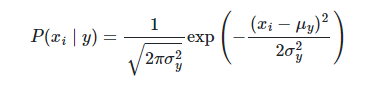 P(x_i | y) = \frac{1}{\sqrt{2\pi\sigma_y^2}} \exp\left(-\frac{(x_i - \mu_y)^2}{2\sigma_y^2}\right)